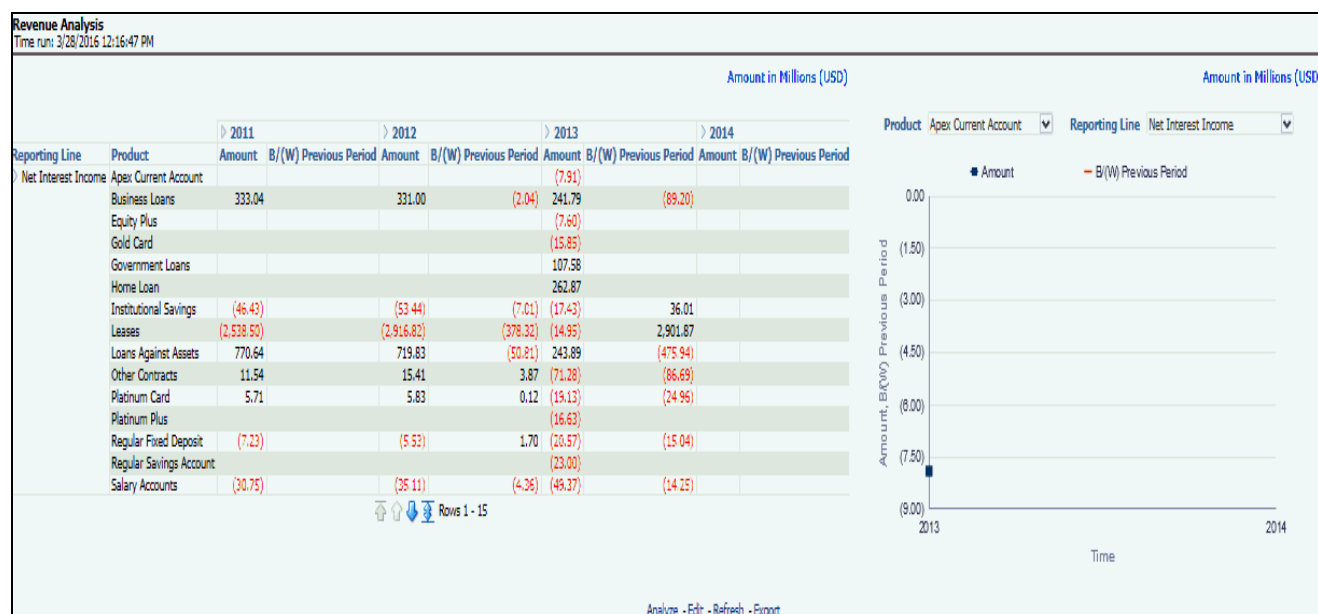 Revenue Analysis
Time run: 3/28/2016 12:16:47 PM
Amount in Millions (USD)
2011 2012 2013 2014
Reporting Line Product Amount B/(W) Previous Period Amount B/(W) Previous Period Amount B/(W) Previous Period Amount B/(W) Previous Period
Net Interest Income Apex Current Account (7.91)
Business Loans 333.04 331.00 (2.04) 241.79 (89.20)
Equity Plus (7.60)
Gold Card (15.85)
Government Loans 107.58
Home Loan 262.87
Institutional Savings (46.43) (53.44) (7.01) (17.43) 36.01
Leases (2,538.50) (2,916.82) (378.32) (14.95) 2,901.87
Loans Against Assets 770.64 719.83 (50.81) 243.89 (475.94)
Other Contracts 11.54 15.41 3.87 (71.28) (86.69)
Platinum Card 5.71 5.83 0.12 (19.13) (24.96)
Platinum Plus (16.63)
Regular Fixed Deposit (7.23) (5.53) 1.70 (20.57) (15.04)
Regular Savings Account (23.00)
Salary Accounts (30.75) (35.11) (4.36) (49.37) (14.25)
Rows 1 - 15
Amount in Millions (USD
Product Apex Current Account Reporting Line Net Interest Income
Amount B/(W) Previous Period
Amount, B/(W) Previous Period
0.00
(1.50)
(3.00)
(4.50)
(6.00)
(7.50)
(9.00)
2013 2014
Time
Analyze - Edit - Refresh - Export